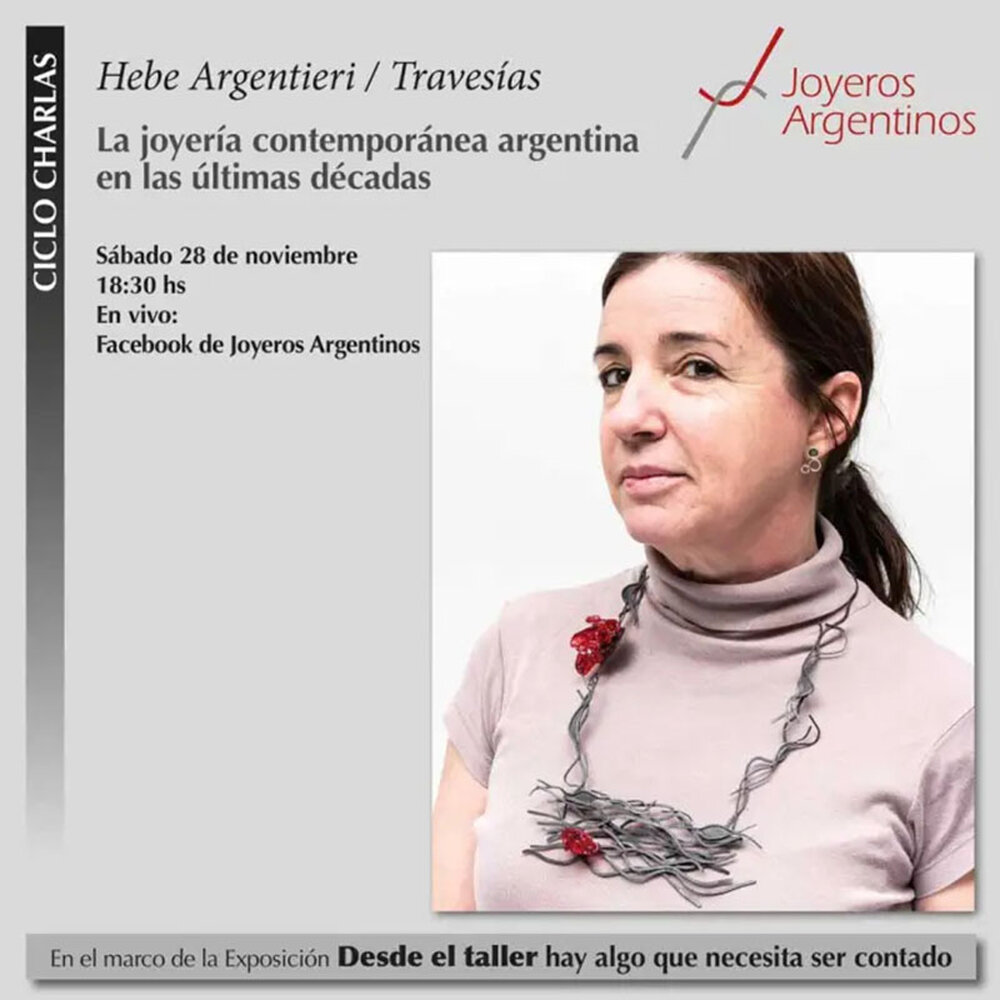 CICLO CHARLAS
Hebe Argentieri / Travesías
La joyería contemporánea argentina
en las últimas décadas
Joyeros
Argentinos
Sábado 28 de noviembre
18:30 hs
En vivo:
Facebook de Joyeros Argentinos
En el marco de la Exposición Desde el taller hay algo que necesita ser contado